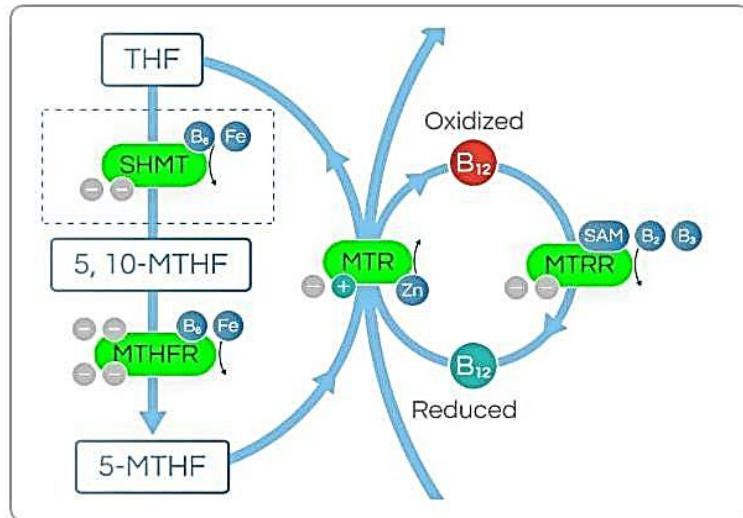 THF
B₆ Fe
SHMT
− −
5, 10-MTHF
− −
B₆ Fe
MTHFR
− −
5-MTHF
Oxidized
B₁₂
MTR
− + Zn
SAM B₂ B₃
MTRR
− −
B₁₂
Reduced